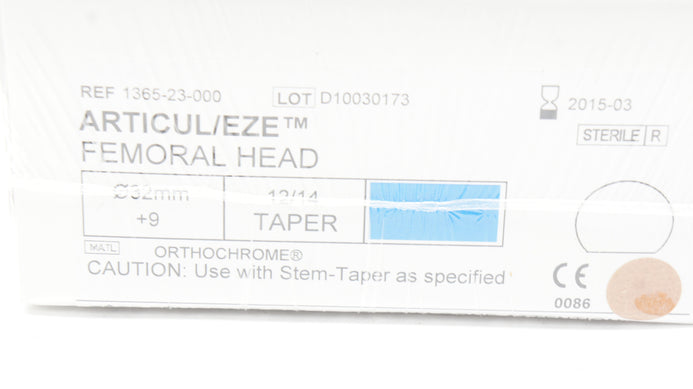 REF 1365-23-000 LOT D10030173 2015-03
ARTICUL/EZE™ STERILE R
FEMORAL HEAD
Ø32mm 12/14
+9 TAPER
MATL ORTHOCHROME®
CAUTION: Use with Stem-Taper as specified
CE
0086